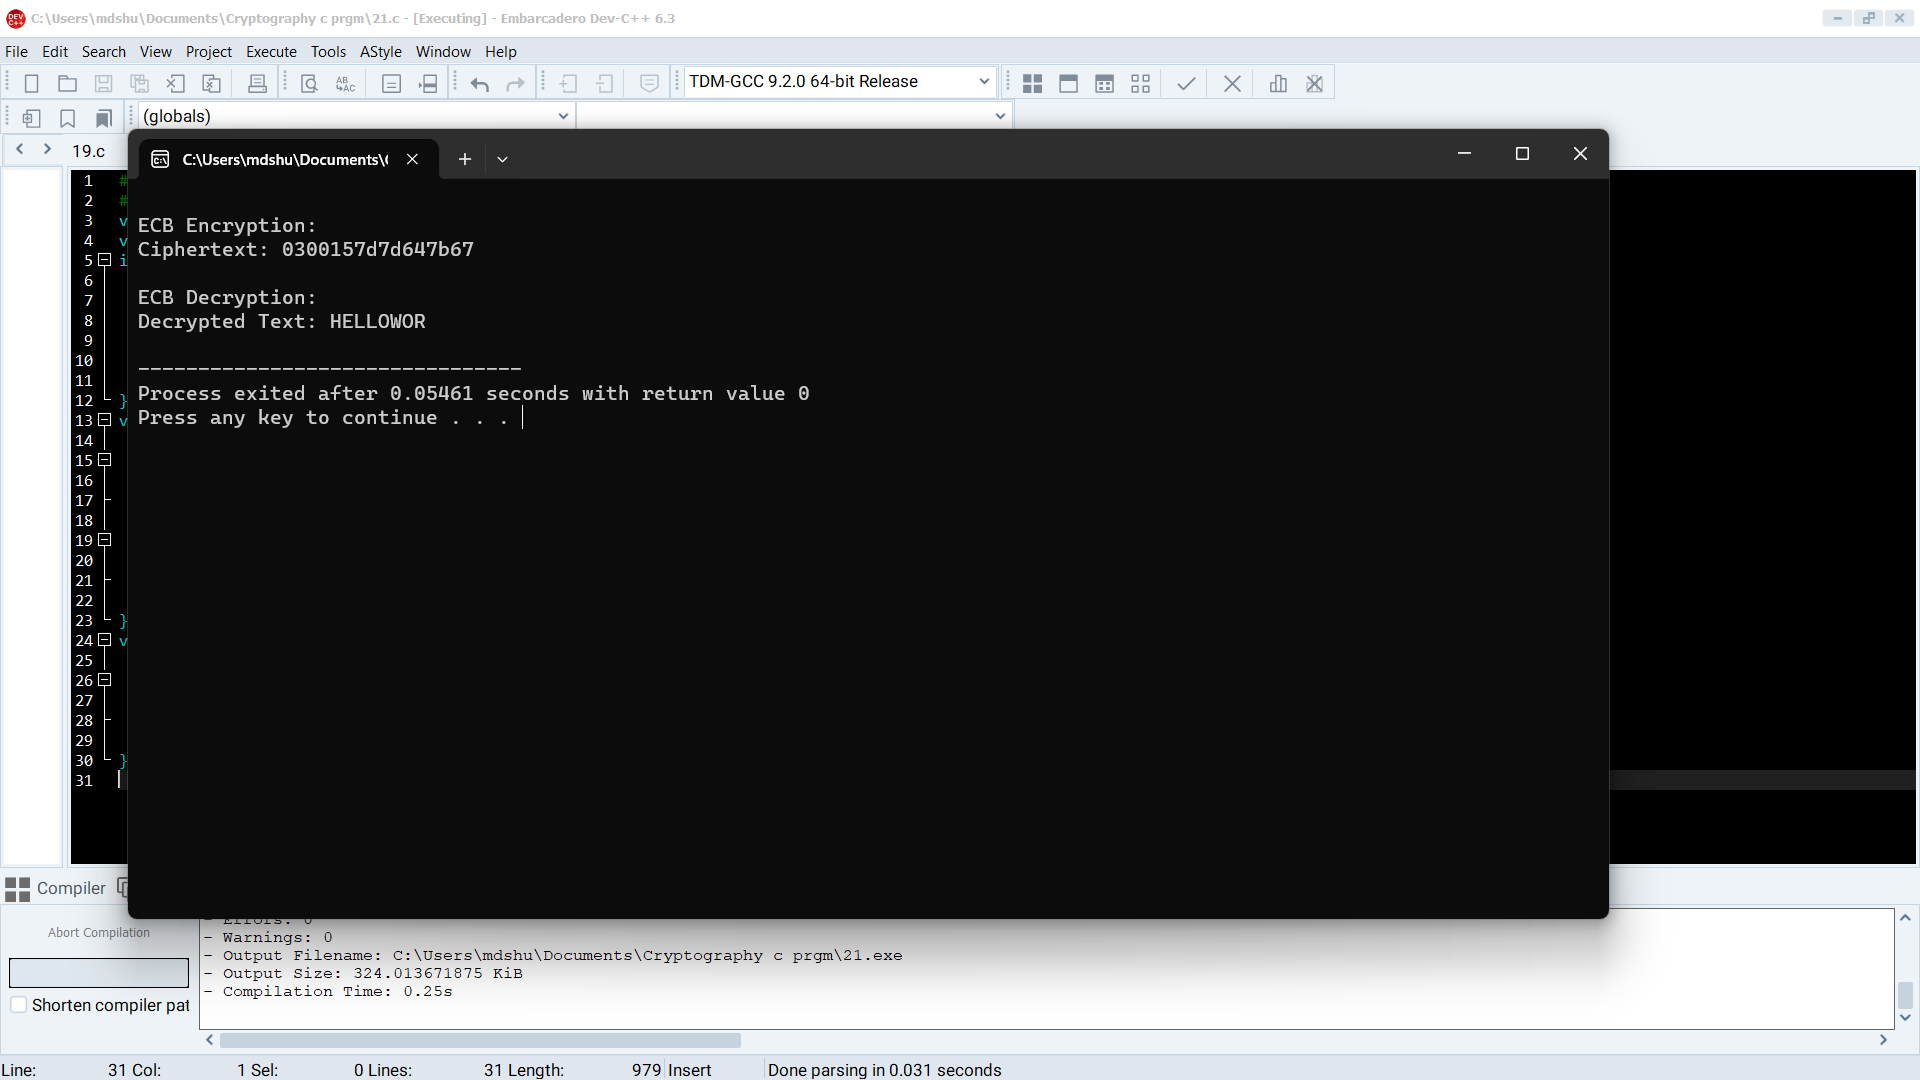 C:\Users\mdshu\Documents\Cryptography c prgm\21.c - [Executing] - Embarcadero Dev-C++ 6.3
File Edit Search View Project Execute Tools AStyle Window Help
TDM-GCC 9.2.0 64-bit Release
(globals)
19.c
C:\Users\mdshu\Documents\
ECB Encryption:
Ciphertext: 0300157d7d647b67
ECB Decryption:
Decrypted Text: HELLOWOR
--------------------------------
Process exited after 0.05461 seconds with return value 0
Press any key to continue . . .
1 #
2 #
3 v
4 v
5 i
6
7
8
9
10
11
12 }
13 v
14
15
16
17
18
19
20
21
22
23 }
24 v
25
26
27
28
29
30 }
31
Compiler
Abort Compilation
Shorten compiler pat
- Errors: 0
- Warnings: 0
- Output Filename: C:\Users\mdshu\Documents\Cryptography c prgm\21.exe
- Output Size: 324.013671875 KiB
- Compilation Time: 0.25s
Line: 31 Col: 1 Sel: 0 Lines: 31 Length: 979 Insert Done parsing in 0.031 seconds